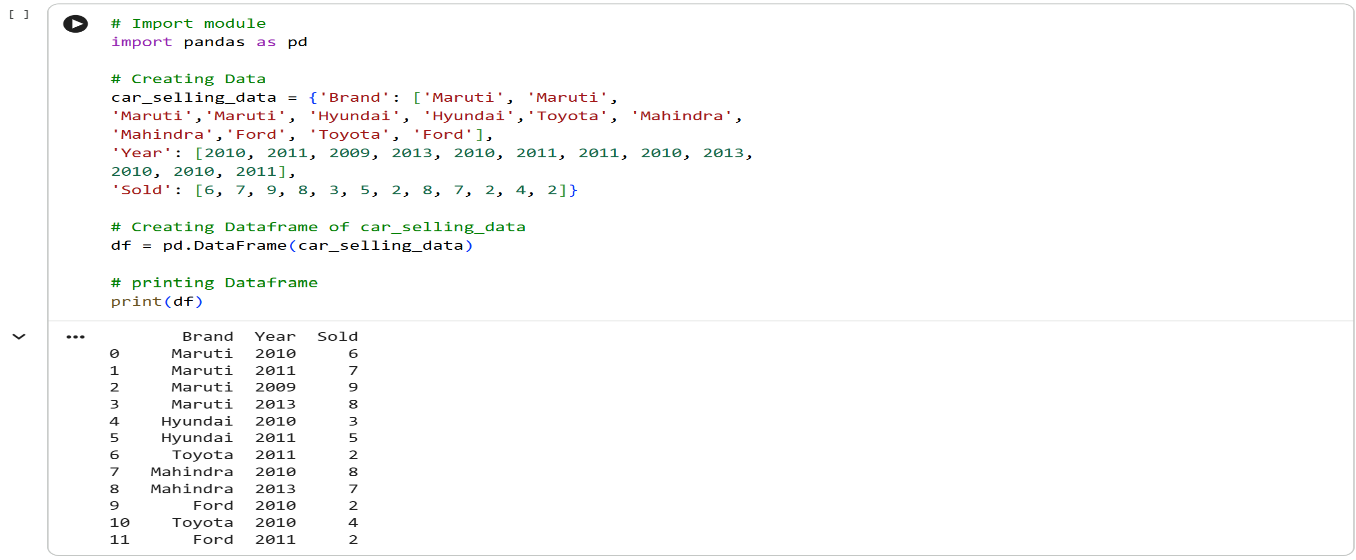 [ ]
# Import module
import pandas as pd
# Creating Data
car_selling_data = {'Brand': ['Maruti', 'Maruti',
'Maruti','Maruti', 'Hyundai', 'Hyundai','Toyota', 'Mahindra',
'Mahindra','Ford', 'Toyota', 'Ford'],
'Year': [2010, 2011, 2009, 2013, 2010, 2011, 2011, 2010, 2013,
2010, 2010, 2011],
'Sold': [6, 7, 9, 8, 3, 5, 2, 8, 7, 2, 4, 2]}
# Creating Dataframe of car_selling_data
df = pd.DataFrame(car_selling_data)
# printing Dataframe
print(df)
Brand Year Sold
0 Maruti 2010 6
1 Maruti 2011 7
2 Maruti 2009 9
3 Maruti 2013 8
4 Hyundai 2010 3
5 Hyundai 2011 5
6 Toyota 2011 2
7 Mahindra 2010 8
8 Mahindra 2013 7
9 Ford 2010 2
10 Toyota 2010 4
11 Ford 2011 2